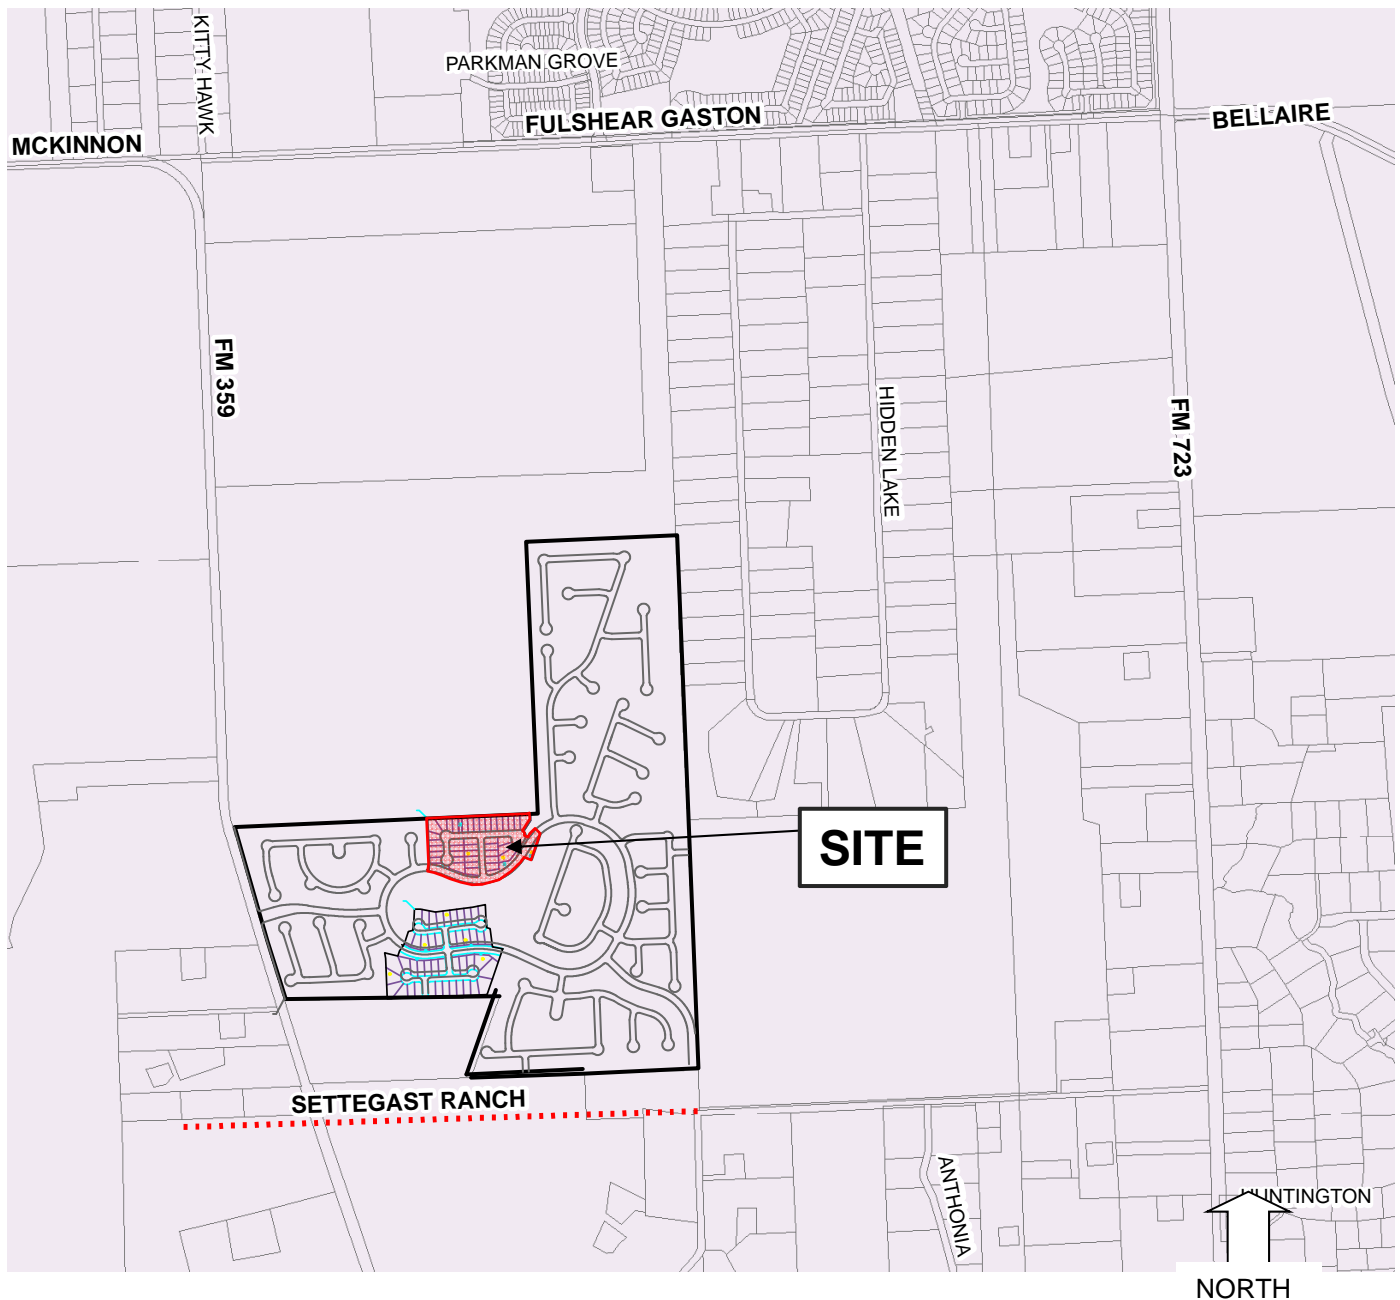 KITTY HAWK
PARKMAN GROVE
FULSHEAR GASTON
BELLAIRE
MCKINNON
FM 359
HIDDEN LAKE
FM 723
SITE
SETTEGAST RANCH
ANTHONIA
HUNTINGTON
NORTH